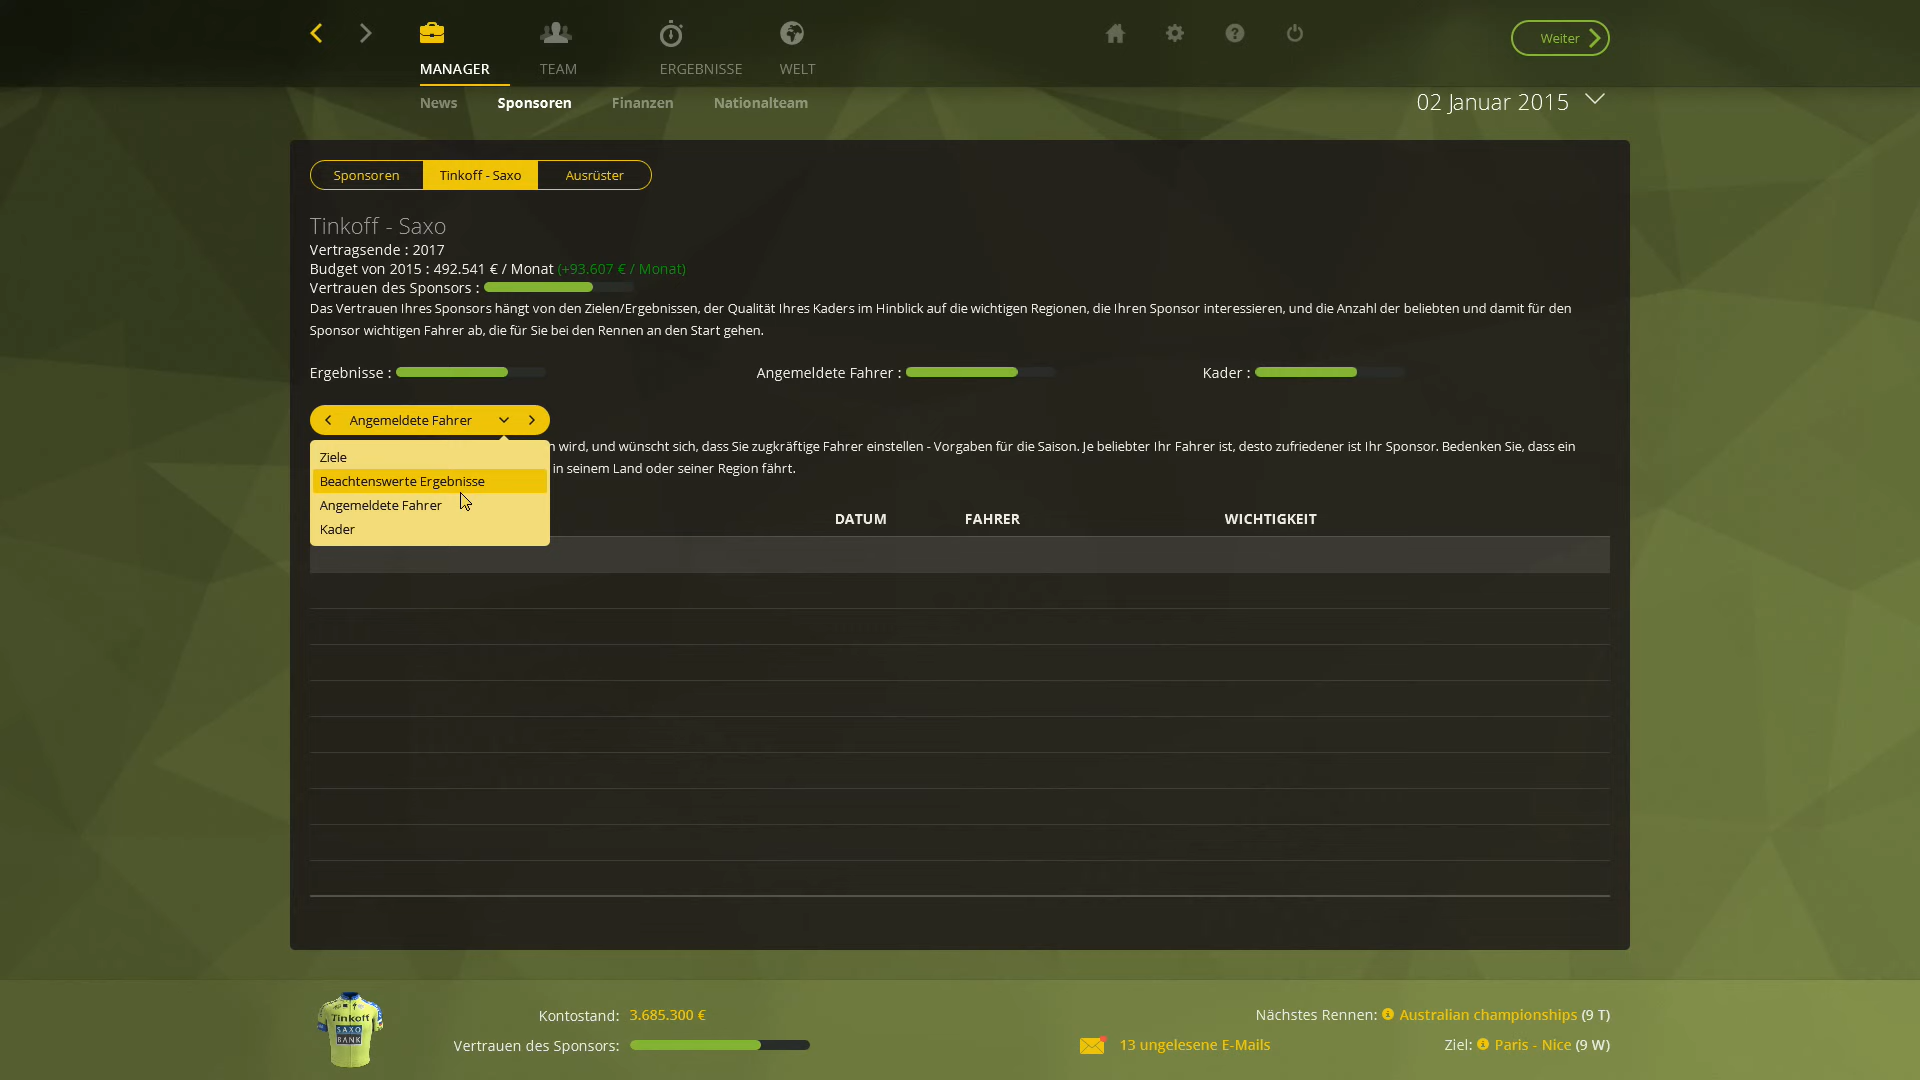 MANAGER
TEAM
ERGEBNISSE
WELT
Weiter
News
Sponsoren
Finanzen
Nationalteam
02 Januar 2015
Sponsoren
Tinkoff - Saxo
Ausrüster
Tinkoff - Saxo
Vertragsende : 2017
Budget von 2015 : 492.541 € / Monat (+93.607 € / Monat)
Vertrauen des Sponsors :
Das Vertrauen Ihres Sponsors hängt von den Zielen/Ergebnissen, der Qualität Ihres Kaders im Hinblick auf die wichtigen Regionen, die Ihren Sponsor interessieren, und die Anzahl der beliebten und damit für den
Sponsor wichtigen Fahrer ab, die für Sie bei den Rennen an den Start gehen.
Ergebnisse :
Angemeldete Fahrer :
Kader :
Angemeldete Fahrer
wird, und wünscht sich, dass Sie zugkräftige Fahrer einstellen - Vorgaben für die Saison. Je beliebter Ihr Fahrer ist, desto zufriedener ist Ihr Sponsor. Bedenken Sie, dass ein
in seinem Land oder seiner Region fährt.
Ziele
Beachtenswerte Ergebnisse
Angemeldete Fahrer
Kader
DATUM
FAHRER
WICHTIGKEIT
Tinkoff
SAXO
BANK
Kontostand: 3.685.300 €
Vertrauen des Sponsors:
13 ungelesene E-Mails
Nächstes Rennen: Australian championships (9 T)
Ziel: Paris - Nice (9 W)